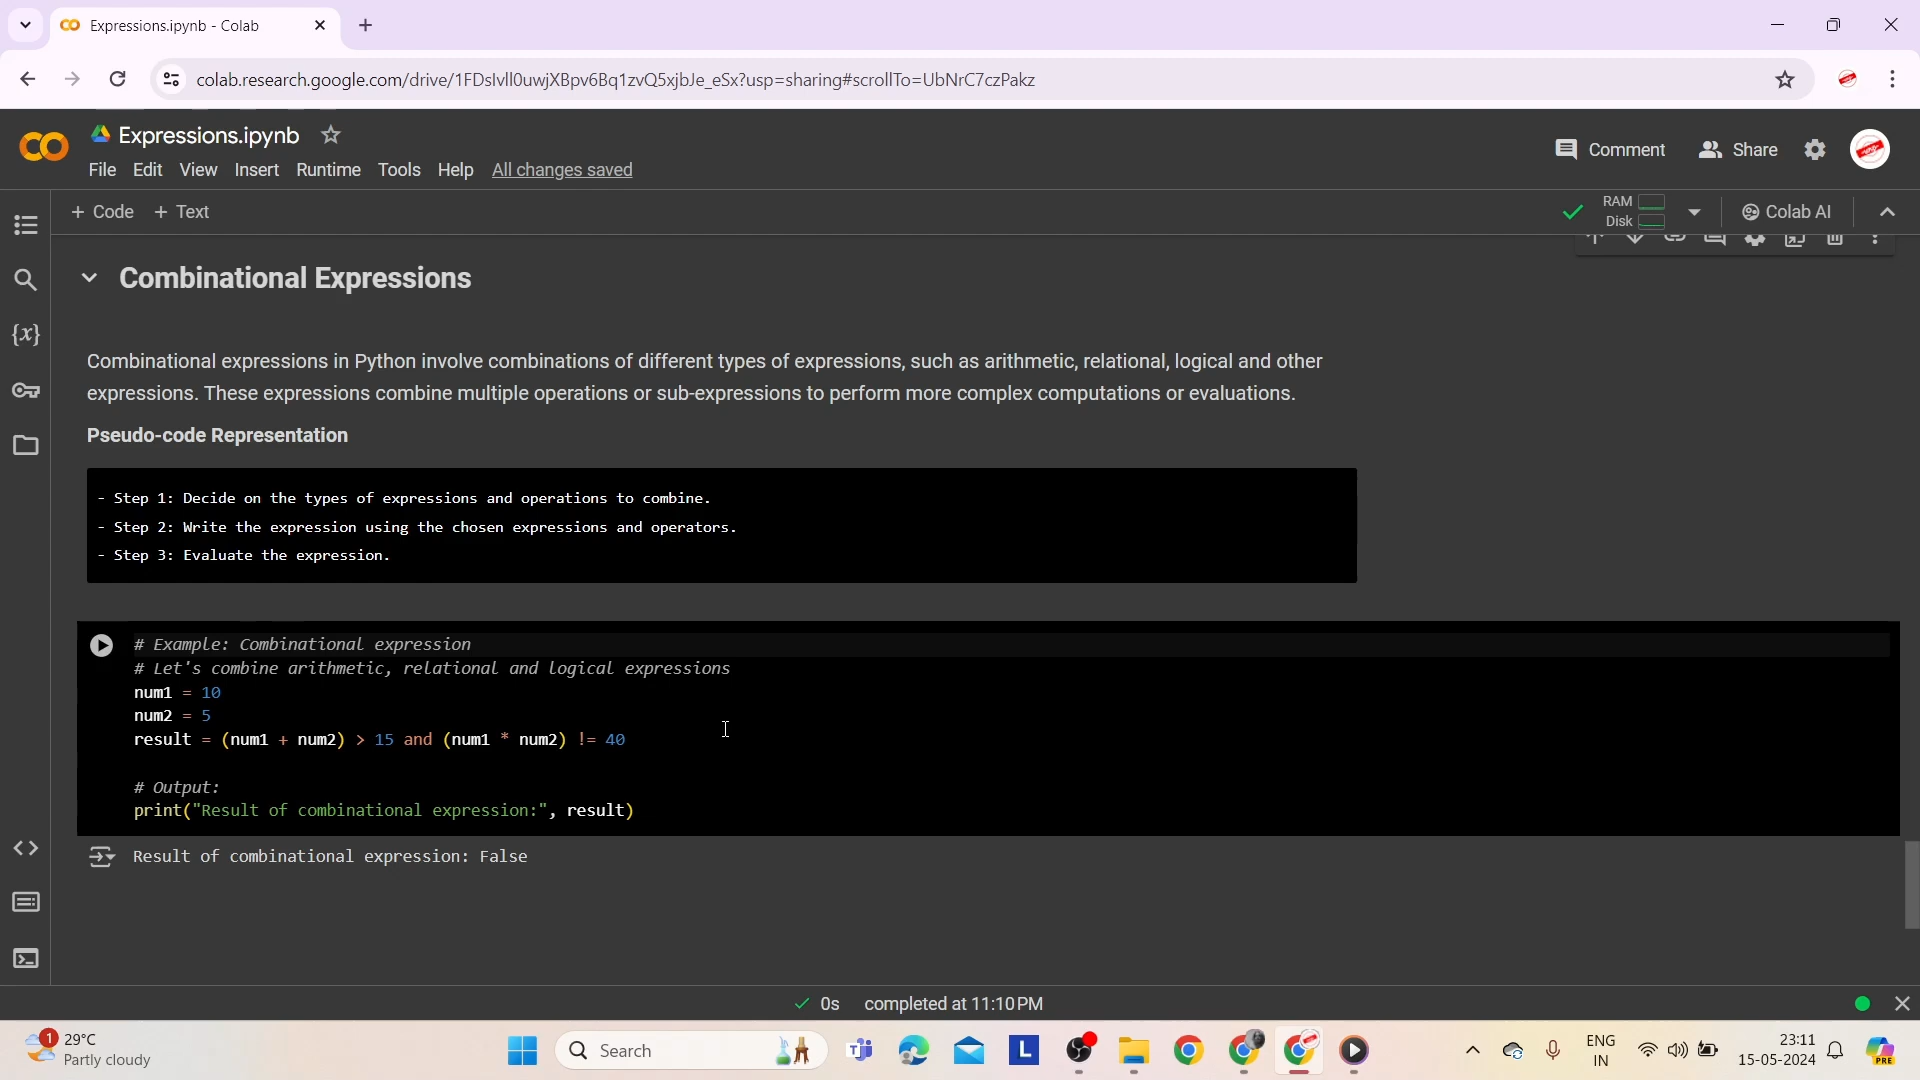 Expressions.ipynb - Colab
colab.research.google.com/drive/1FDsIvll0uwjXBpv6Bq1zvQ5xjbJe_eSx?usp=sharing#scrollTo=UbNrC7czPakz
Expressions.ipynb
File Edit View Insert Runtime Tools Help All changes saved
Comment Share
+ Code + Text
RAM
Disk
Colab AI
Combinational Expressions
Combinational expressions in Python involve combinations of different types of expressions, such as arithmetic, relational, logical and other
expressions. These expressions combine multiple operations or sub-expressions to perform more complex computations or evaluations.
Pseudo-code Representation
- Step 1: Decide on the types of expressions and operations to combine.
- Step 2: Write the expression using the chosen expressions and operators.
- Step 3: Evaluate the expression.
# Example: Combinational expression
# Let's combine arithmetic, relational and logical expressions
num1 = 10
num2 = 5
result = (num1 + num2) > 15 and (num1 * num2) != 40
# Output:
print("Result of combinational expression:", result)
Result of combinational expression: False
0s completed at 11:10 PM
1
29°C
Partly cloudy
Search
L
ENG
IN
23:11
15-05-2024
PRE